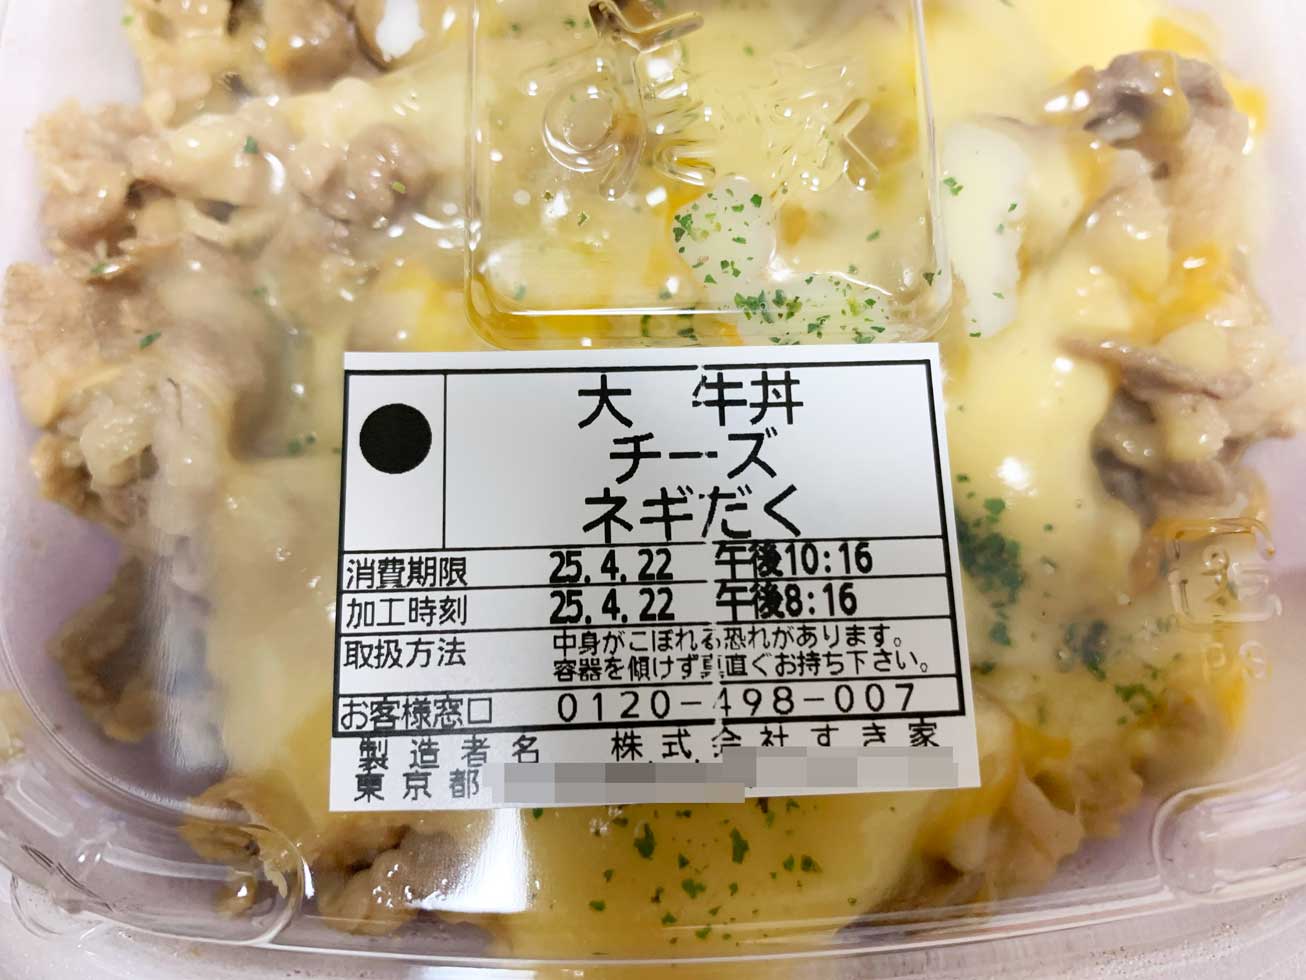 大 牛丼
チーズ
ネギだく
消費期限 25.4.22 午後10:16
加工時刻 25.4.22 午後8:16
取扱方法 中身がこぼれる恐れがあります。
容器を傾けず真直ぐお持ち下さい。
お客様窓口 0120-498-007
製造者名 株式会社すき家
東京都